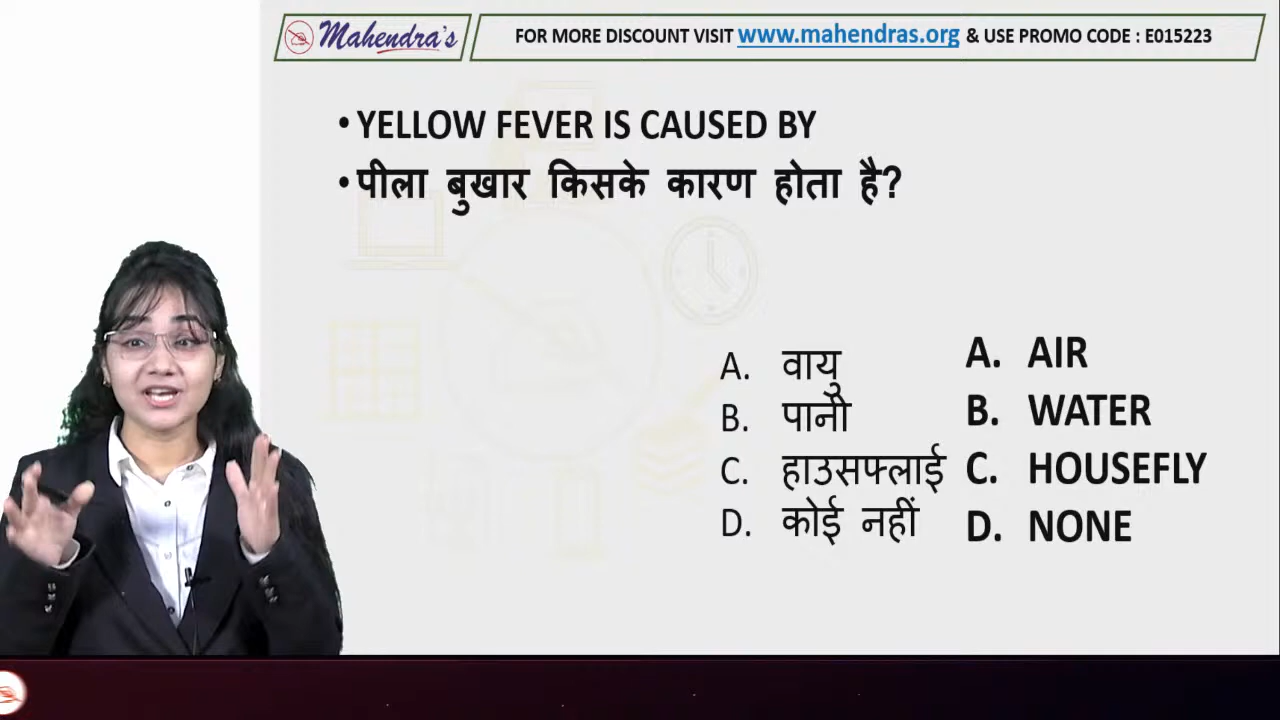 Mahendra's
FOR MORE DISCOUNT VISIT www.mahendras.org & USE PROMO CODE : E015223
• YELLOW FEVER IS CAUSED BY
• पीला बुखार किसके कारण होता है?
A. वायु
B. पानी
C. हाउसफ्लाई
D. कोई नहीं
A. AIR
B. WATER
C. HOUSEFLY
D. NONE